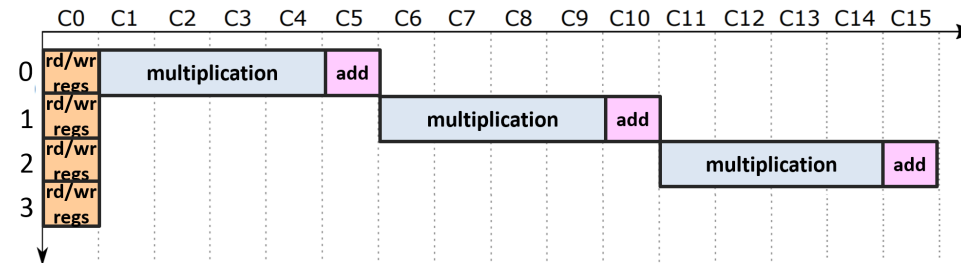 C0 C1 C2 C3 C4 C5 C6 C7 C8 C9 C10 C11 C12 C13 C14 C15
0 rd/wr regs multiplication add
1 rd/wr regs multiplication add
2 rd/wr regs multiplication add
3 rd/wr regs